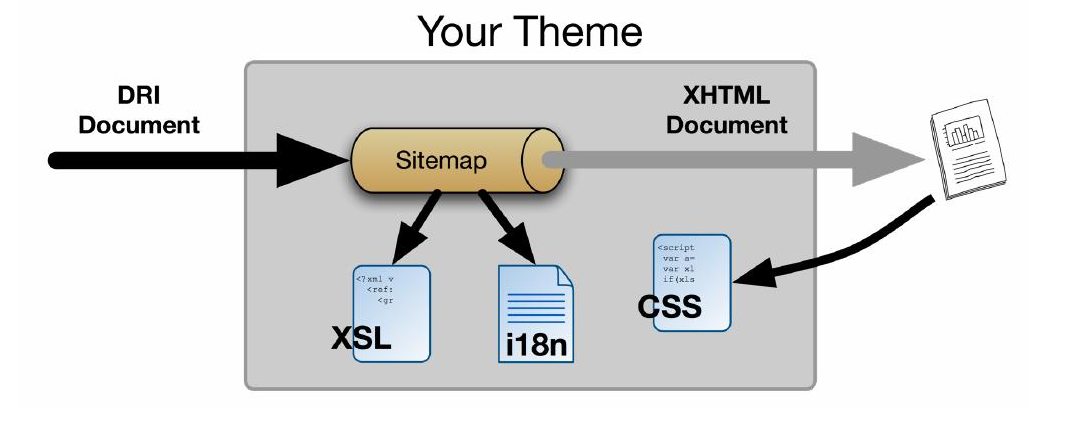 Your Theme
DRI
Document
XHTML
Document
Sitemap
<?xml v
<ref:
<gr
XSL
i18n
<script
var a=
var xl
if(xls
CSS